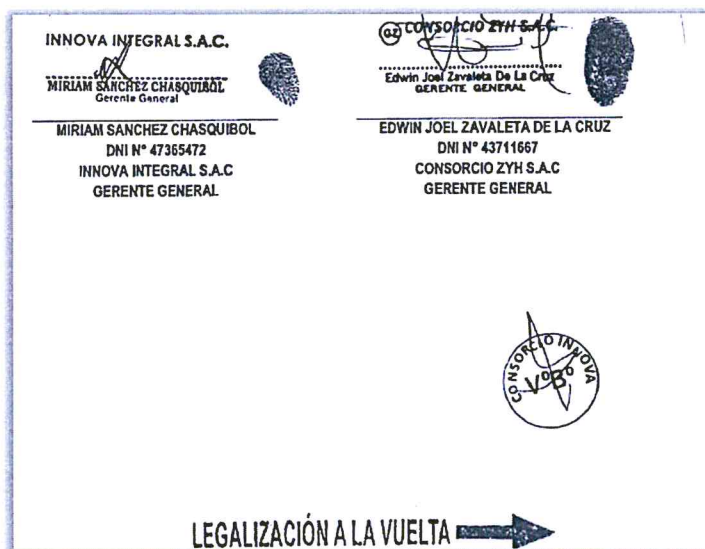 INNOVA INTEGRAL S.A.C.
MIRIAM SANCHEZ CHASQUIBOL
Gerente General
MIRIAM SANCHEZ CHASQUIBOL
DNI N° 47365472
INNOVA INTEGRAL S.A.C
GERENTE GENERAL
GZ CONSORCIO ZYH S.A.C.
Edwin Joel Zavaleta De La Cruz
GERENTE GENERAL
EDWIN JOEL ZAVALETA DE LA CRUZ
DNI N° 43711667
CONSORCIO ZYH S.A.C
GERENTE GENERAL
CONSORCIO INNOVA
V°B°
LEGALIZACIÓN A LA VUELTA